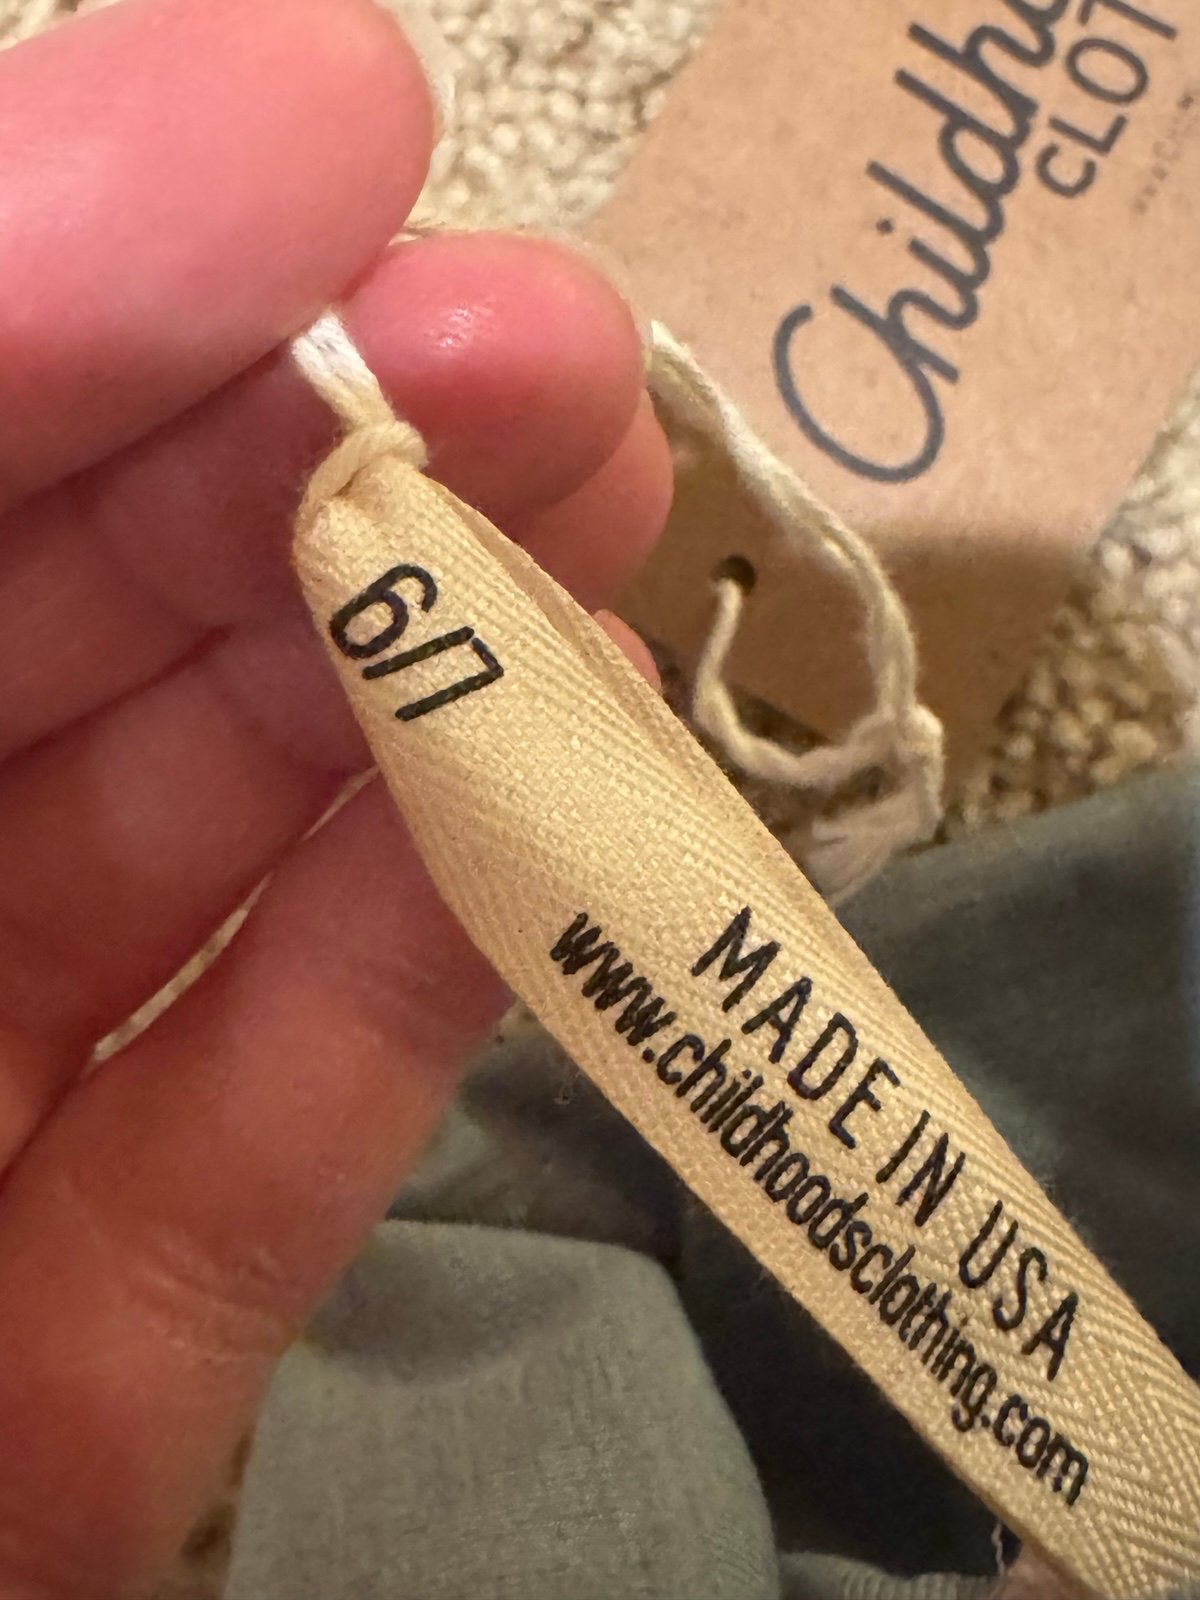 Childh
CLOT
6/7
MADE IN USA
www.childhoodsclothing.com